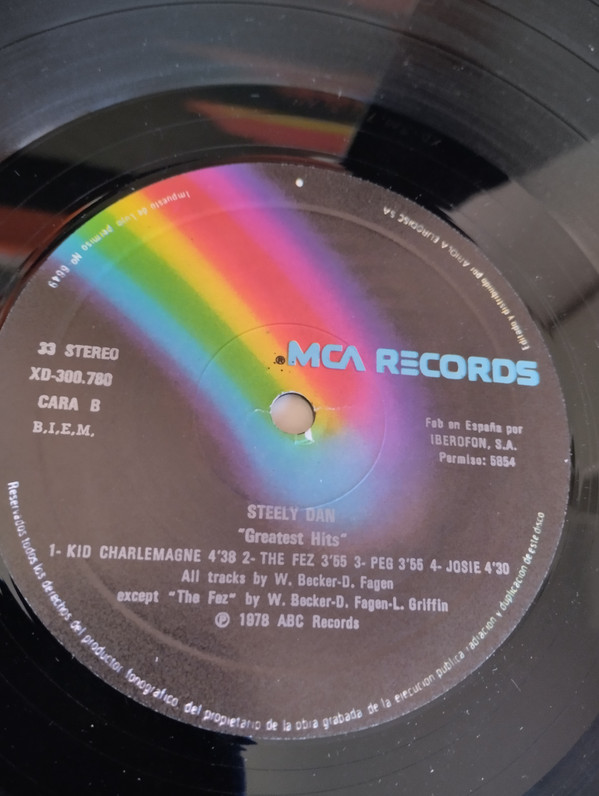 Impuesto de Lujo permiso Nº 6649
Editado y distribuido por ARIOLA EURODISC SA
33 STEREO
XD-300.780
CARA B
B.I.E.M.
® MCA RECORDS
Fab en España por
IBEROFON, S.A.
Permiso: 5854
STEELY DAN
"Greatest Hits"
1- KID CHARLEMAGNE 4'38 2- THE FEZ 3'55 3- PEG 3'55 4- JOSIE 4'30
All tracks by W. Becker-D. Fagen
except "The Fez" by W. Becker-D. Fagen-L. Griffin
℗ 1978 ABC Records
Reservados todos los derechos del productor fonográfico, del propietario de la obra grabada de la ejecución pública radiación y duplicación de este disco